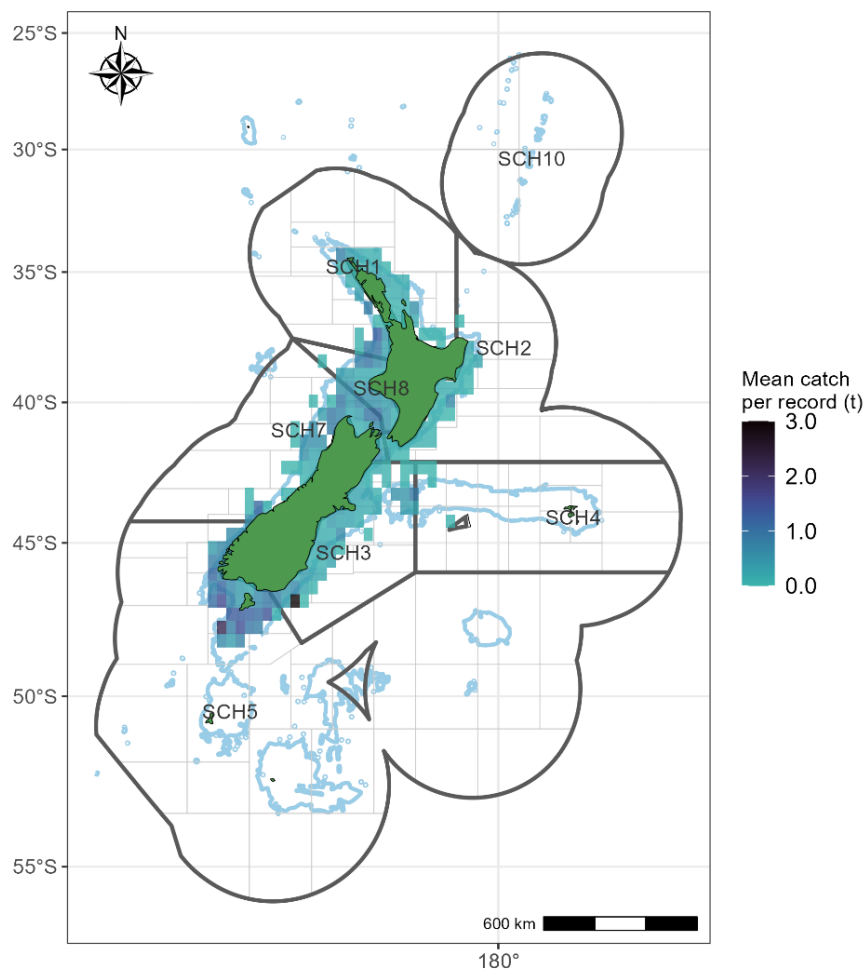 25°S
N
30°S
SCH10
35°S
SCH1
SCH2
40°S
SCH8
SCH7
45°S
SCH4
SCH3
50°S
SCH5
55°S
600 km
180°
Mean catch
per record (t)
3.0
2.0
1.0
0.0